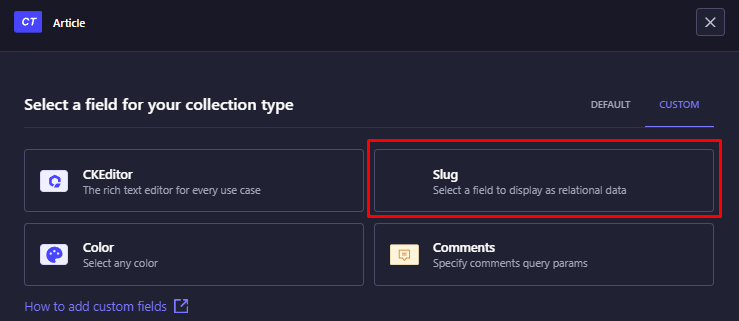 CT Article
Select a field for your collection type DEFAULT CUSTOM
CKEditor
The rich text editor for every use case
Slug
Select a field to display as relational data
Color
Select any color
Comments
Specify comments query params
How to add custom fields